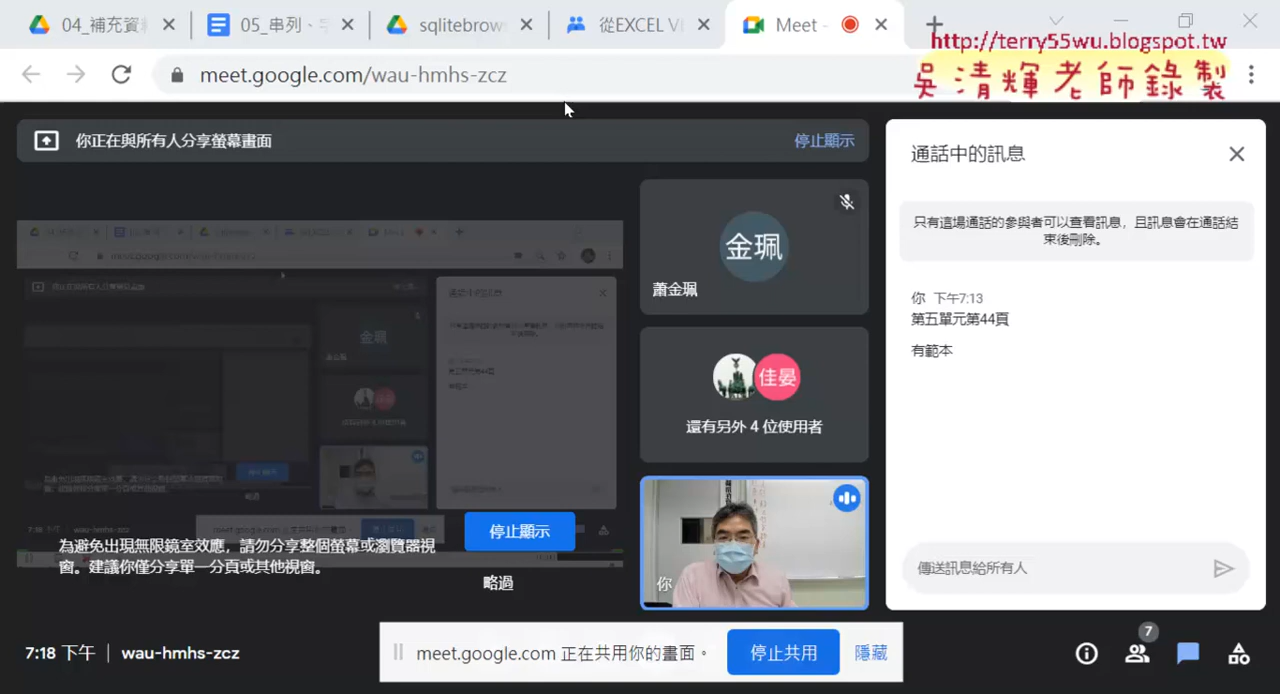 04_補充資料
05_串列、
sqlitebrow
從EXCEL V
Meet -
http://terry55wu.blogspot.tw
吳清輝老師錄製
meet.google.com/wau-hmhs-zcz
你正在與所有人分享螢幕畫面
停止顯示
通話中的訊息
只有這場通話的參與者可以查看訊息，且訊息會在通話結
束後刪除。
金珮
蕭金珮
你 下午7:13
第五單元第44頁
有範本
佳晏
還有另外 4 位使用者
停止顯示
為避免出現無限鏡室效應，請勿分享整個螢幕或瀏覽器視
窗。建議你僅分享單一分頁或其他視窗。
略過
你
傳送訊息給所有人
7:18 下午
wau-hmhs-zcz
meet.google.com 正在共用你的畫面。
停止共用
隱藏
7